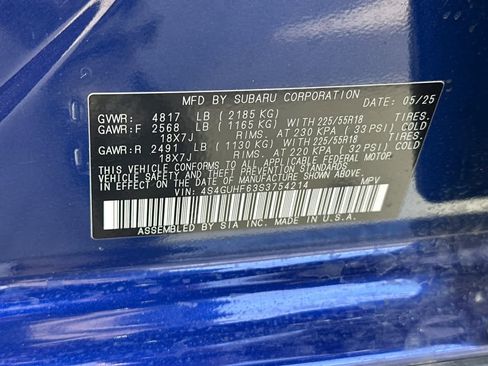 MFD BY SUBARU CORPORATION DATE: 05/25
GVWR: 4817 LB ( 2185 KG)
GAWR:F 2568 LB ( 1165 KG) WITH 225/55R18 TIRES.
18X7J RIMS. AT 230 KPA ( 33 PSI) COLD.
GAWR:R 2491 LB ( 1130 KG) WITH 225/55R18 TIRES.
18X7J RIMS. AT 220 KPA ( 32 PSI) COLD.
THIS VEHICLE CONFORMS TO ALL APPLICABLE FEDERAL MOTOR
VEHICLE SAFETY STANDARDS IN EFFECT ON THE DATE OF
MANUFACTURE SHOWN ABOVE.
VIN: 4S4GUHF63S3754214 MPV
ASSEMBLED BY SIA INC. MADE IN U.S.A.